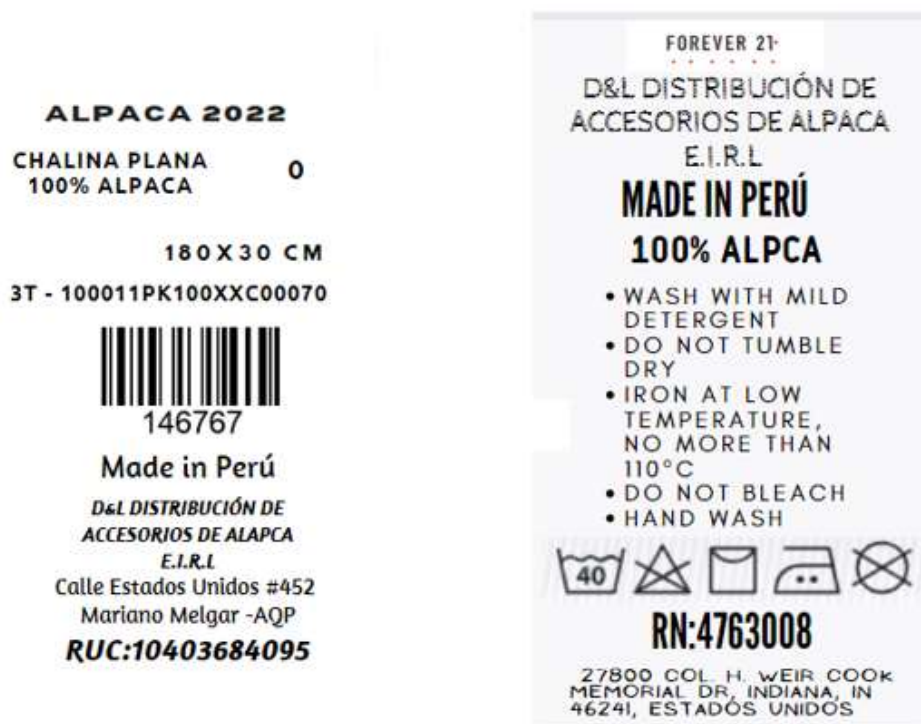 ALPACA 2022
CHALINA PLANA
100% ALPACA
0
180X30 CM
3T - 100011PK100XXC00070
146767
Made in Perú
D&L DISTRIBUCIÓN DE
ACCESORIOS DE ALAPCA
E.I.R.L
Calle Estados Unidos #452
Mariano Melgar -AQP
RUC:10403684095
FOREVER 21
D&L DISTRIBUCIÓN DE
ACCESORIOS DE ALPACA
E.I.R.L
MADE IN PERÚ
100% ALPCA
• WASH WITH MILD
DETERGENT
• DO NOT TUMBLE
DRY
• IRON AT LOW
TEMPERATURE,
NO MORE THAN
110°C
• DO NOT BLEACH
• HAND WASH
40
RN:4763008
27800 COL. H. WEIR COOK
MEMORIAL DR, INDIANA, IN
46241, ESTADOS UNIDOS